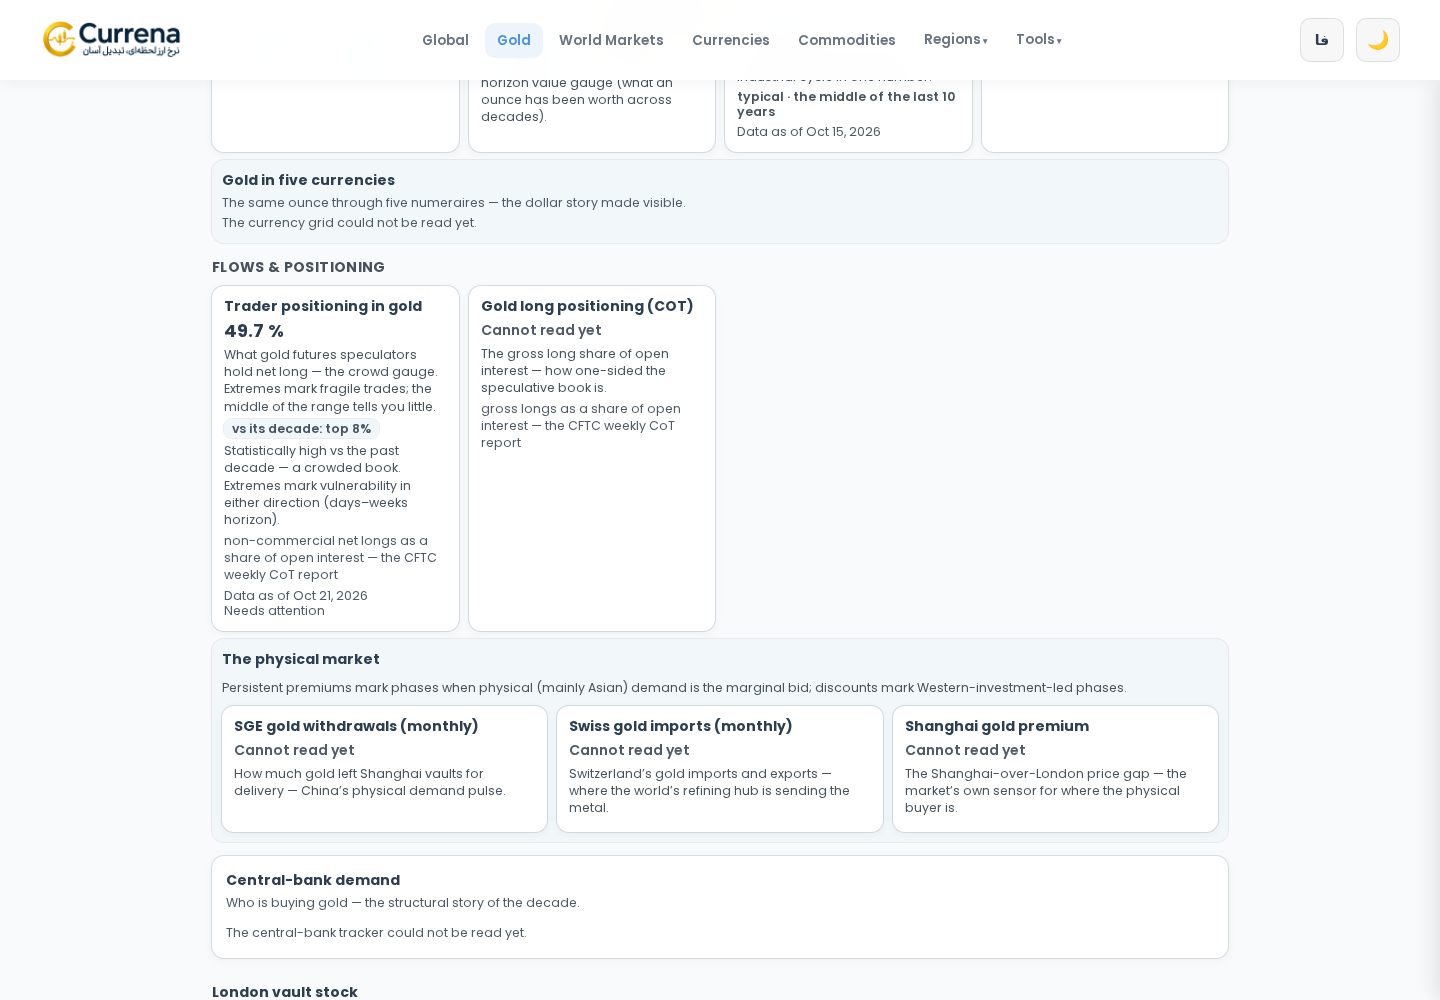 Currena
نرخ ارز لحظه‌ای، تبدیل آسان
Global
Gold
World Markets
Currencies
Commodities
Regions ▾
Tools ▾
فا
horizon value gauge (what an
ounce has been worth across
decades).
typical · the middle of the last 10
years
Data as of Oct 15, 2026
Gold in five currencies
The same ounce through five numeraires — the dollar story made visible.
The currency grid could not be read yet.
FLOWS & POSITIONING
Trader positioning in gold
49.7 %
What gold futures speculators
hold net long — the crowd gauge.
Extremes mark fragile trades; the
middle of the range tells you little.
vs its decade: top 8%
Statistically high vs the past
decade — a crowded book.
Extremes mark vulnerability in
either direction (days–weeks
horizon).
non-commercial net longs as a
share of open interest — the CFTC
weekly CoT report
Data as of Oct 21, 2026
Needs attention
Gold long positioning (COT)
Cannot read yet
The gross long share of open
interest — how one-sided the
speculative book is.
gross longs as a share of open
interest — the CFTC weekly CoT
report
The physical market
Persistent premiums mark phases when physical (mainly Asian) demand is the marginal bid; discounts mark Western-investment-led phases.
SGE gold withdrawals (monthly)
Cannot read yet
How much gold left Shanghai vaults for
delivery — China’s physical demand pulse.
Swiss gold imports (monthly)
Cannot read yet
Switzerland’s gold imports and exports —
where the world’s refining hub is sending the
metal.
Shanghai gold premium
Cannot read yet
The Shanghai-over-London price gap — the
market’s own sensor for where the physical
buyer is.
Central-bank demand
Who is buying gold — the structural story of the decade.
The central-bank tracker could not be read yet.
London vault stock